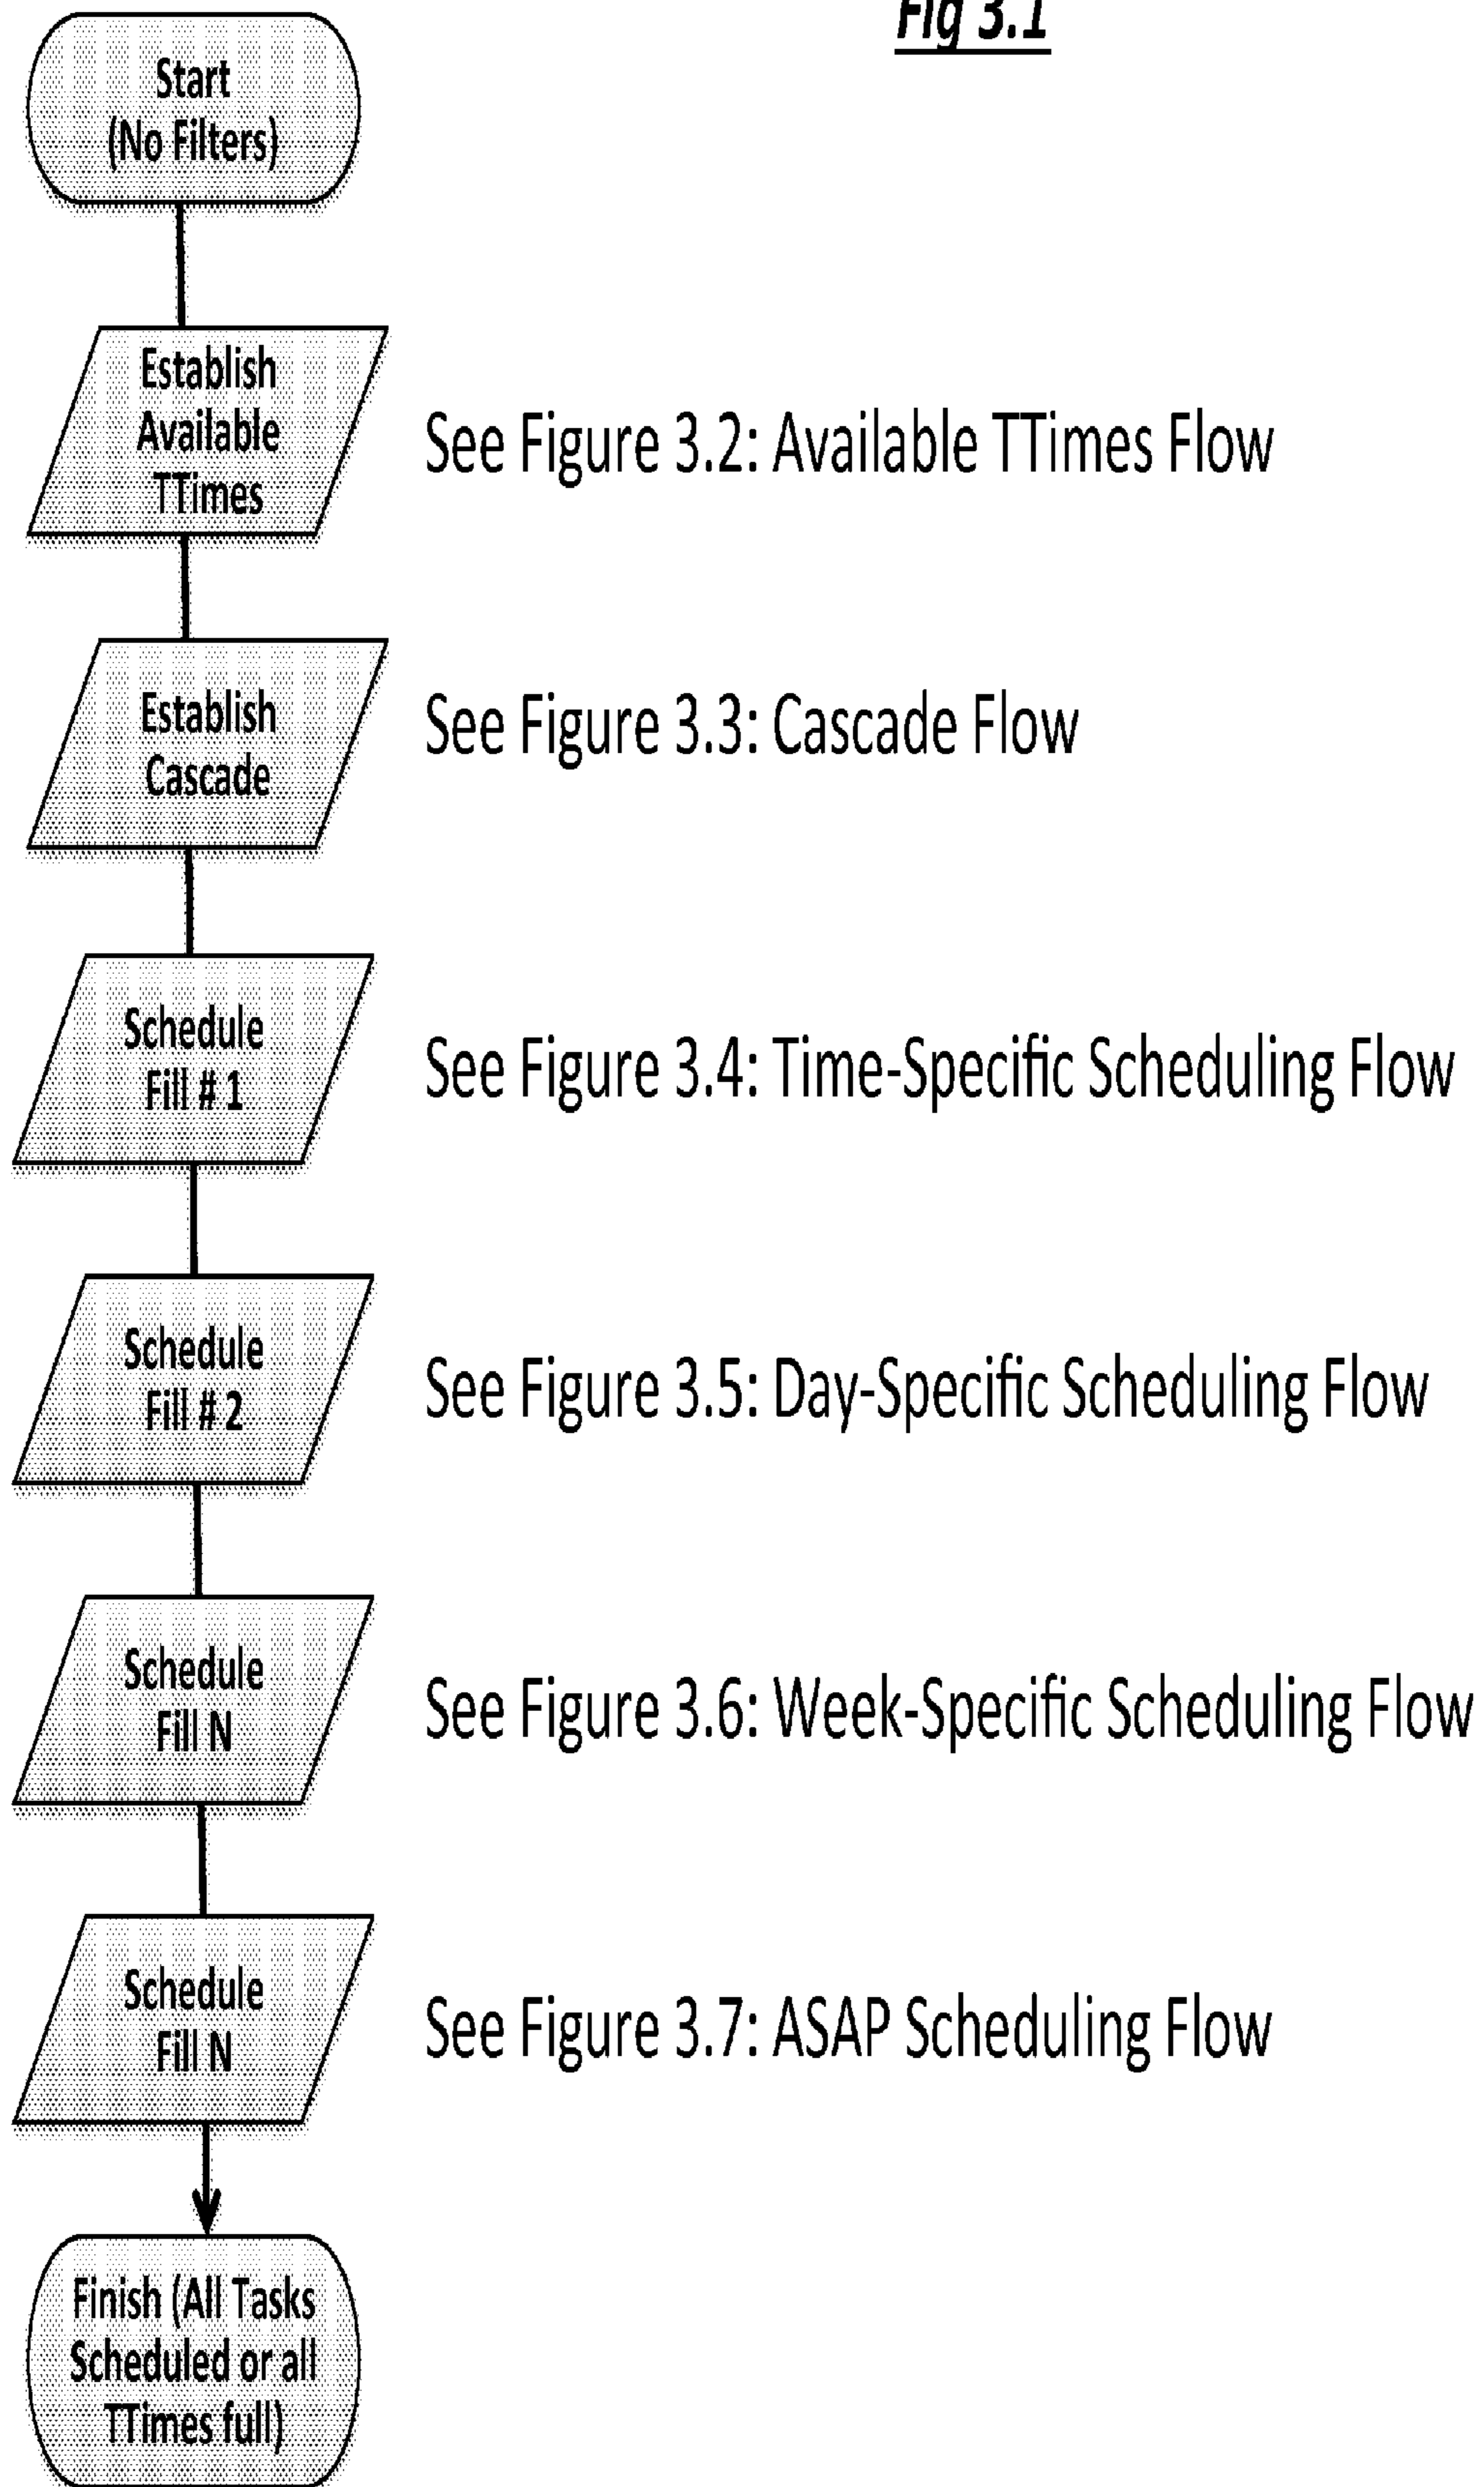 Fig 3.1
Start
(No Filters)
Establish
Available
TTimes
See Figure 3.2: Available TTimes Flow
Establish
Cascade
See Figure 3.3: Cascade Flow
Schedule
Fill # 1
See Figure 3.4: Time-Specific Scheduling Flow
Schedule
Fill # 2
See Figure 3.5: Day-Specific Scheduling Flow
Schedule
Fill N
See Figure 3.6: Week-Specific Scheduling Flow
Schedule
Fill N
See Figure 3.7: ASAP Scheduling Flow
Finish (All Tasks
Scheduled or all
TTimes full)